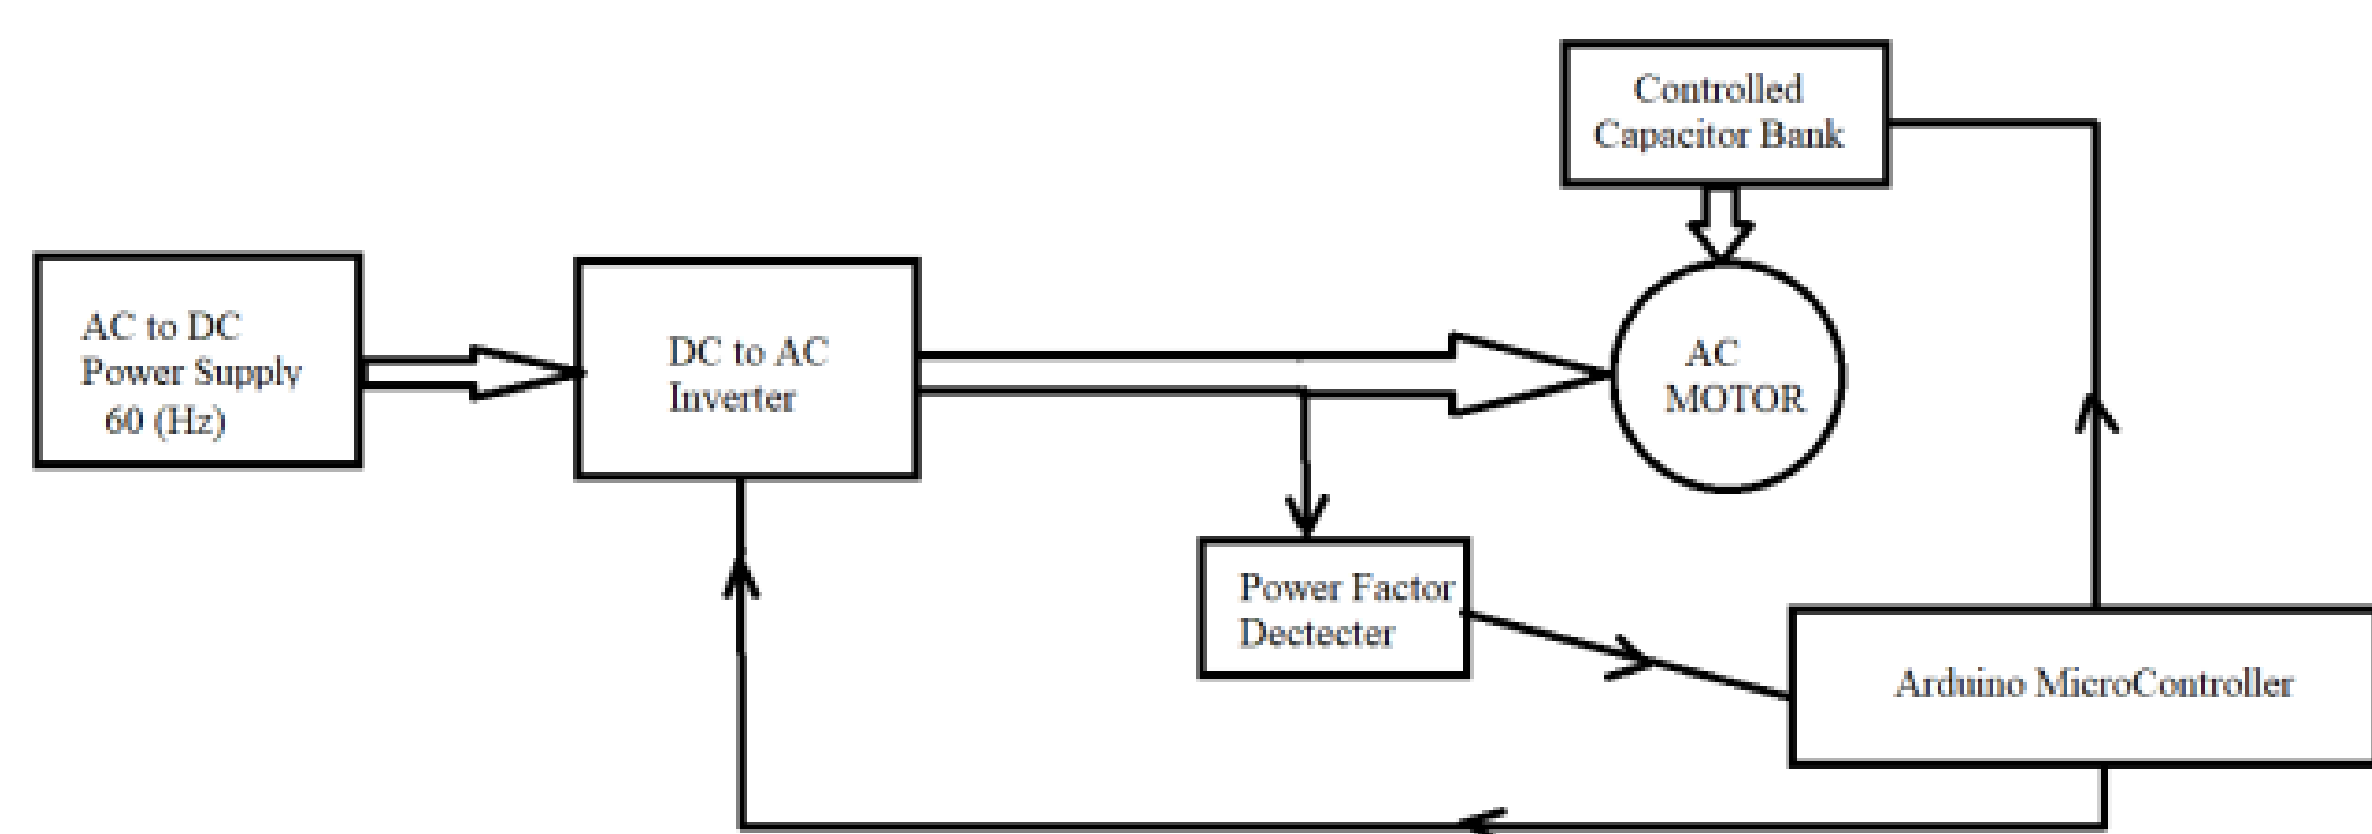 Controlled
Capacitor Bank
AC to DC
Power Supply
60 (Hz)
DC to AC
Inverter
AC
MOTOR
Power Factor
Dectecter
Arduino MicroController